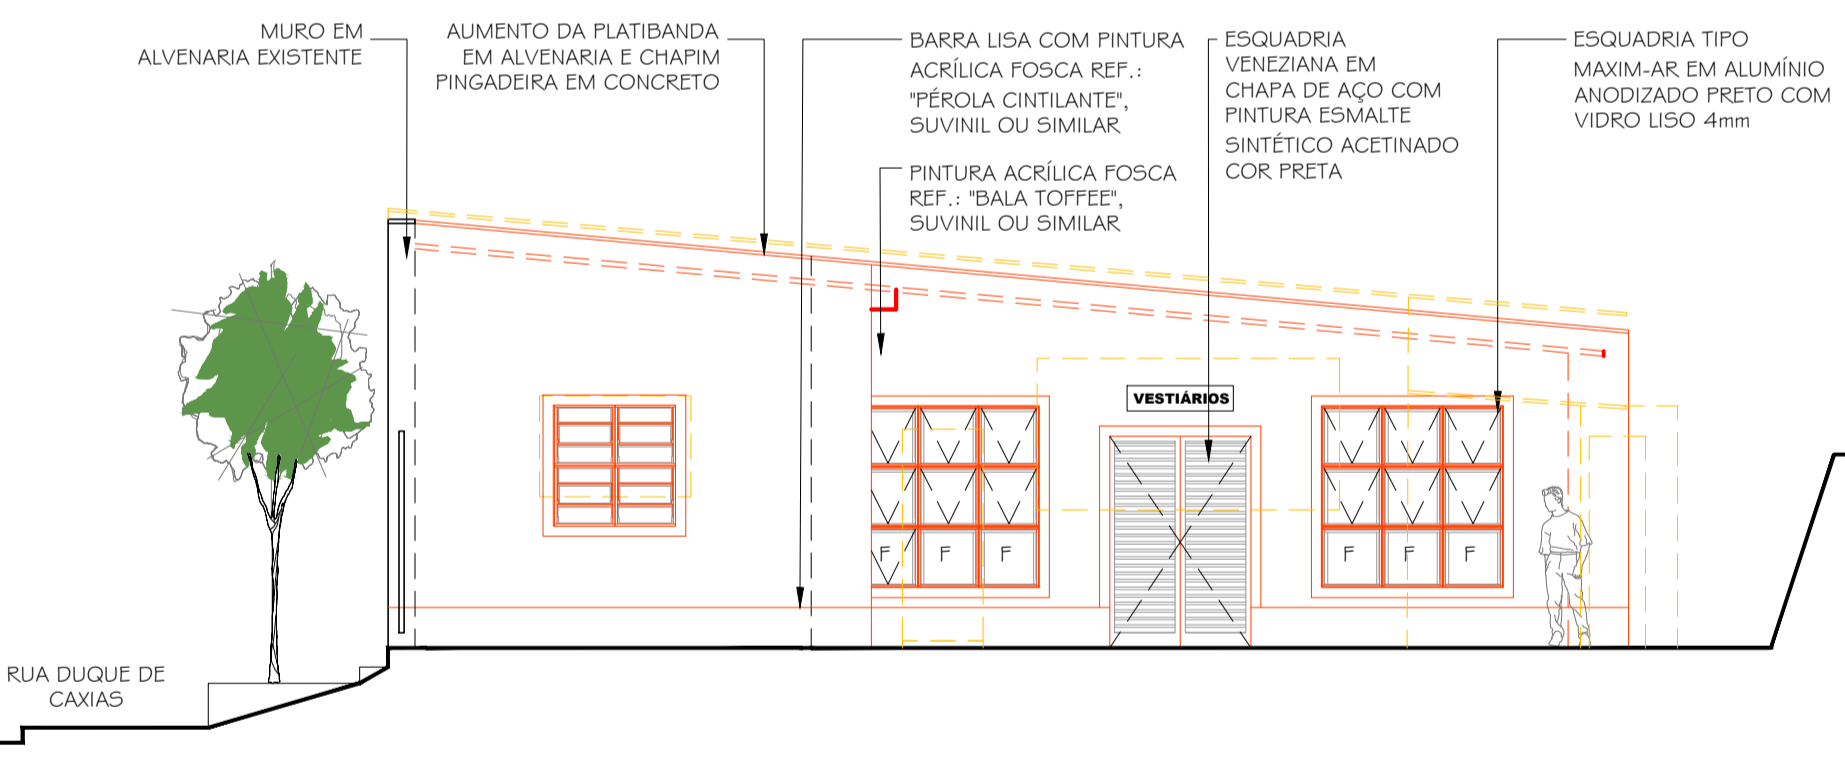 MURO EM
ALVENARIA EXISTENTE
AUMENTO DA PLATIBANDA
EM ALVENARIA E CHAPIM
PINGADEIRA EM CONCRETO
BARRA LISA COM PINTURA
ACRÍLICA FOSCA REF.:
"PÉROLA CINTILANTE",
SUVINIL OU SIMILAR
PINTURA ACRÍLICA FOSCA
REF.: "BALA TOFFEE",
SUVINIL OU SIMILAR
ESQUADRIA
VENEZIANA EM
CHAPA DE AÇO COM
PINTURA ESMALTE
SINTÉTICO ACETINADO
COR PRETA
ESQUADRIA TIPO
MAXIM-AR EM ALUMÍNIO
ANODIZADO PRETO COM
VIDRO LISO 4mm
VESTIÁRIOS
F F F F F F
RUA DUQUE DE
CAXIAS